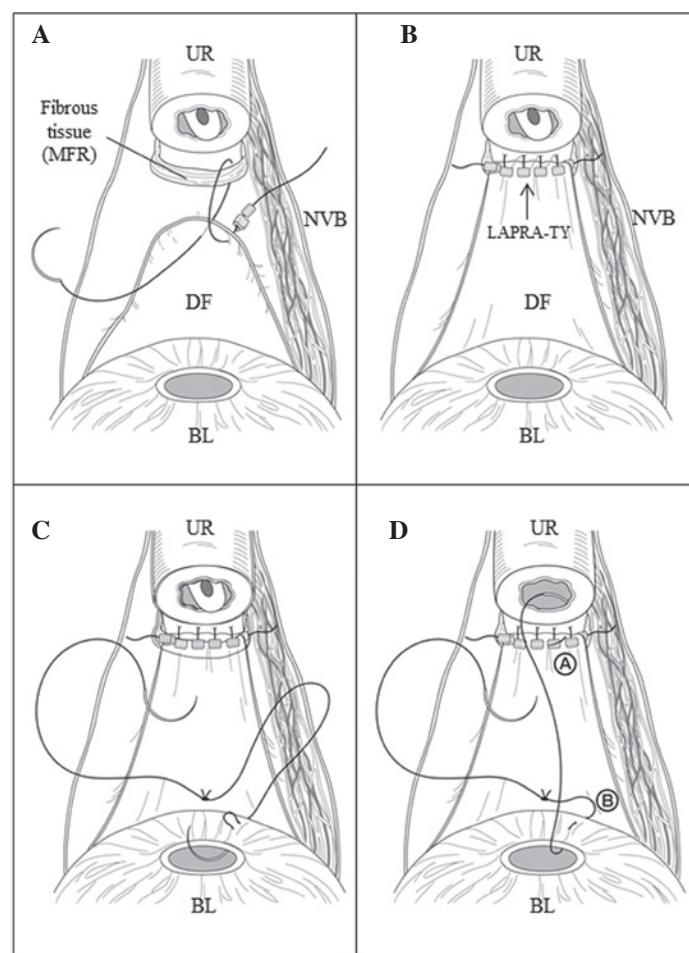 A
UR
Fibrous
tissue
(MFR)
NVB
DF
BL
B
UR
LAPRA-TY
NVB
DF
BL
C
UR
BL
D
UR
A
B
BL